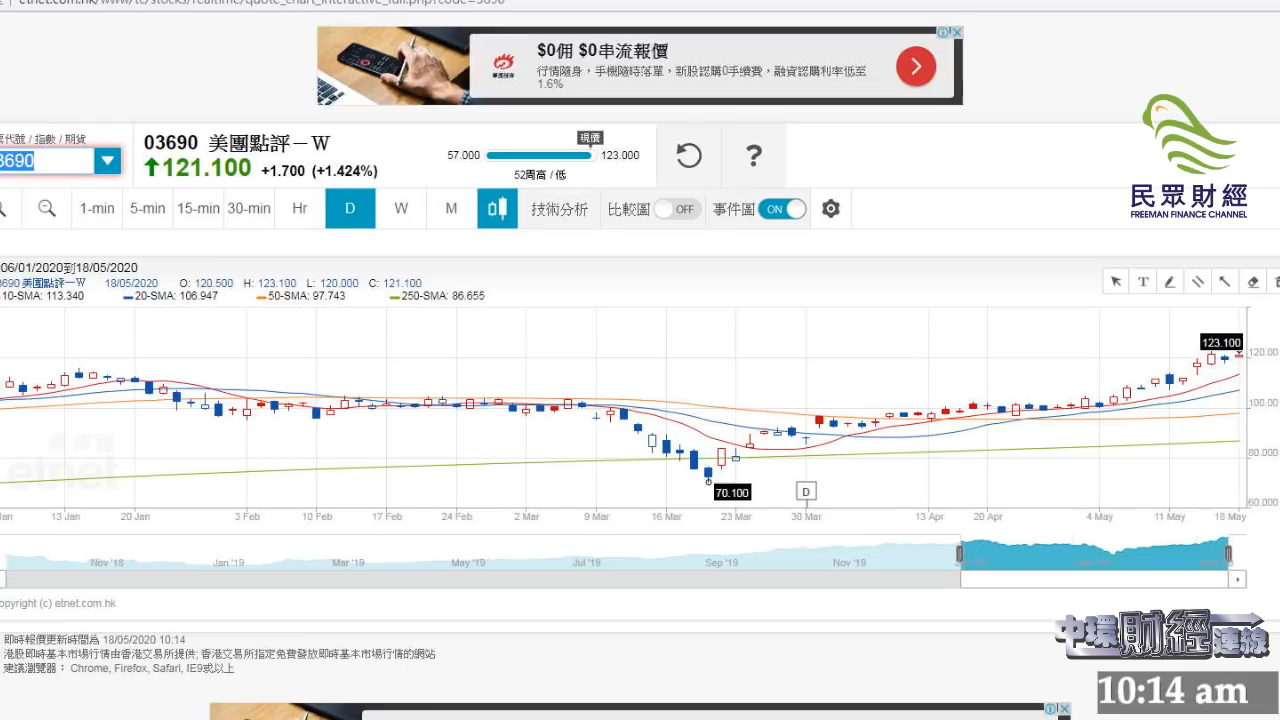 etnet.com.hk/www/tc/stocks/realtime/quote_chart_interactive_full.php?code=3690
$0佣 $0串流報價
行情隨身，手機隨時落單，新股認購0手續費，融資認購利率低至
1.6%
民眾財經
FREEMAN FINANCE CHANNEL
票代號 / 指數 / 期貨
3690
03690 美團點評－W
121.100 +1.700 (+1.424%)
現價
57.000 123.000
52周高 / 低
?
1-min 5-min 15-min 30-min Hr D W M 技術分析 比較圖 OFF 事件圖 ON
06/01/2020到18/05/2020
3690 美團點評－W 18/05/2020 O: 120.500 H: 123.100 L: 120.000 C: 121.100
10-SMA: 113.340 20-SMA: 106.947 50-SMA: 97.743 250-SMA: 86.655
T
123.100
120.00
100.00
80.000
70.100
D
60.000
Jan 13 Jan 20 Jan 3 Feb 10 Feb 17 Feb 24 Feb 2 Mar 9 Mar 16 Mar 23 Mar 30 Mar 13 Apr 20 Apr 4 May 11 May 18 May
Nov '18 Jan '19 Mar '19 May '19 Jul '19 Sep '19 Nov '19
copyright (c) etnet.com.hk
即時報價更新時間為 18/05/2020 10:14
港股即時基本市場行情由香港交易所提供; 香港交易所指定免費發放即時基本市場行情的網站
建議瀏覽器： Chrome, Firefox, Safari, IE9或以上
中環財經連線
10:14 am